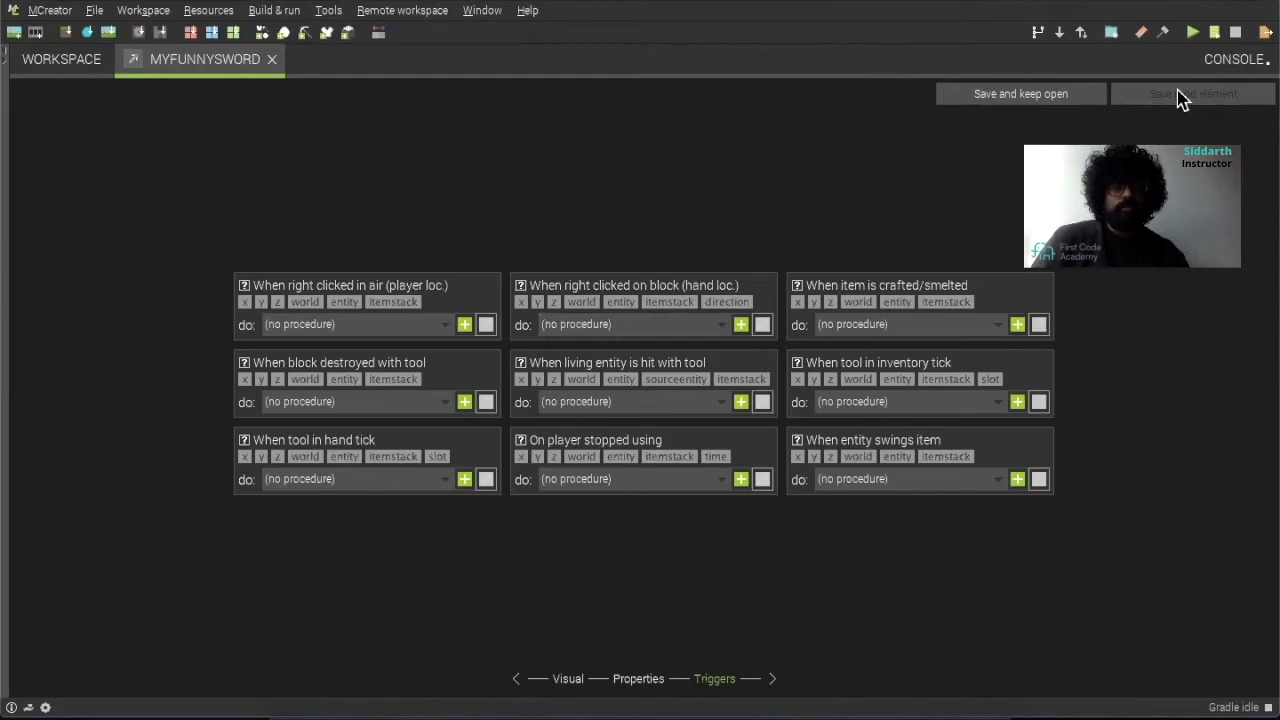 MCreator File Workspace Resources Build & run Tools Remote workspace Window Help
WORKSPACE MYFUNNYSWORD CONSOLE
Save and keep open
element
Siddarth
Instructor
First Code
Academy
When right clicked in air (player loc.)
x y z world entity itemstack
do: (no procedure)
When right clicked on block (hand loc.)
x y z world entity itemstack direction
do: (no procedure)
When item is crafted/smelted
x y z world entity itemstack
do: (no procedure)
When block destroyed with tool
x y z world entity itemstack
do: (no procedure)
When living entity is hit with tool
x y z world entity sourceentity itemstack
do: (no procedure)
When tool in inventory tick
x y z world entity itemstack slot
do: (no procedure)
When tool in hand tick
x y z world entity itemstack slot
do: (no procedure)
On player stopped using
x y z world entity itemstack time
do: (no procedure)
When entity swings item
x y z world entity itemstack
do: (no procedure)
Visual Properties Triggers
Gradle idle